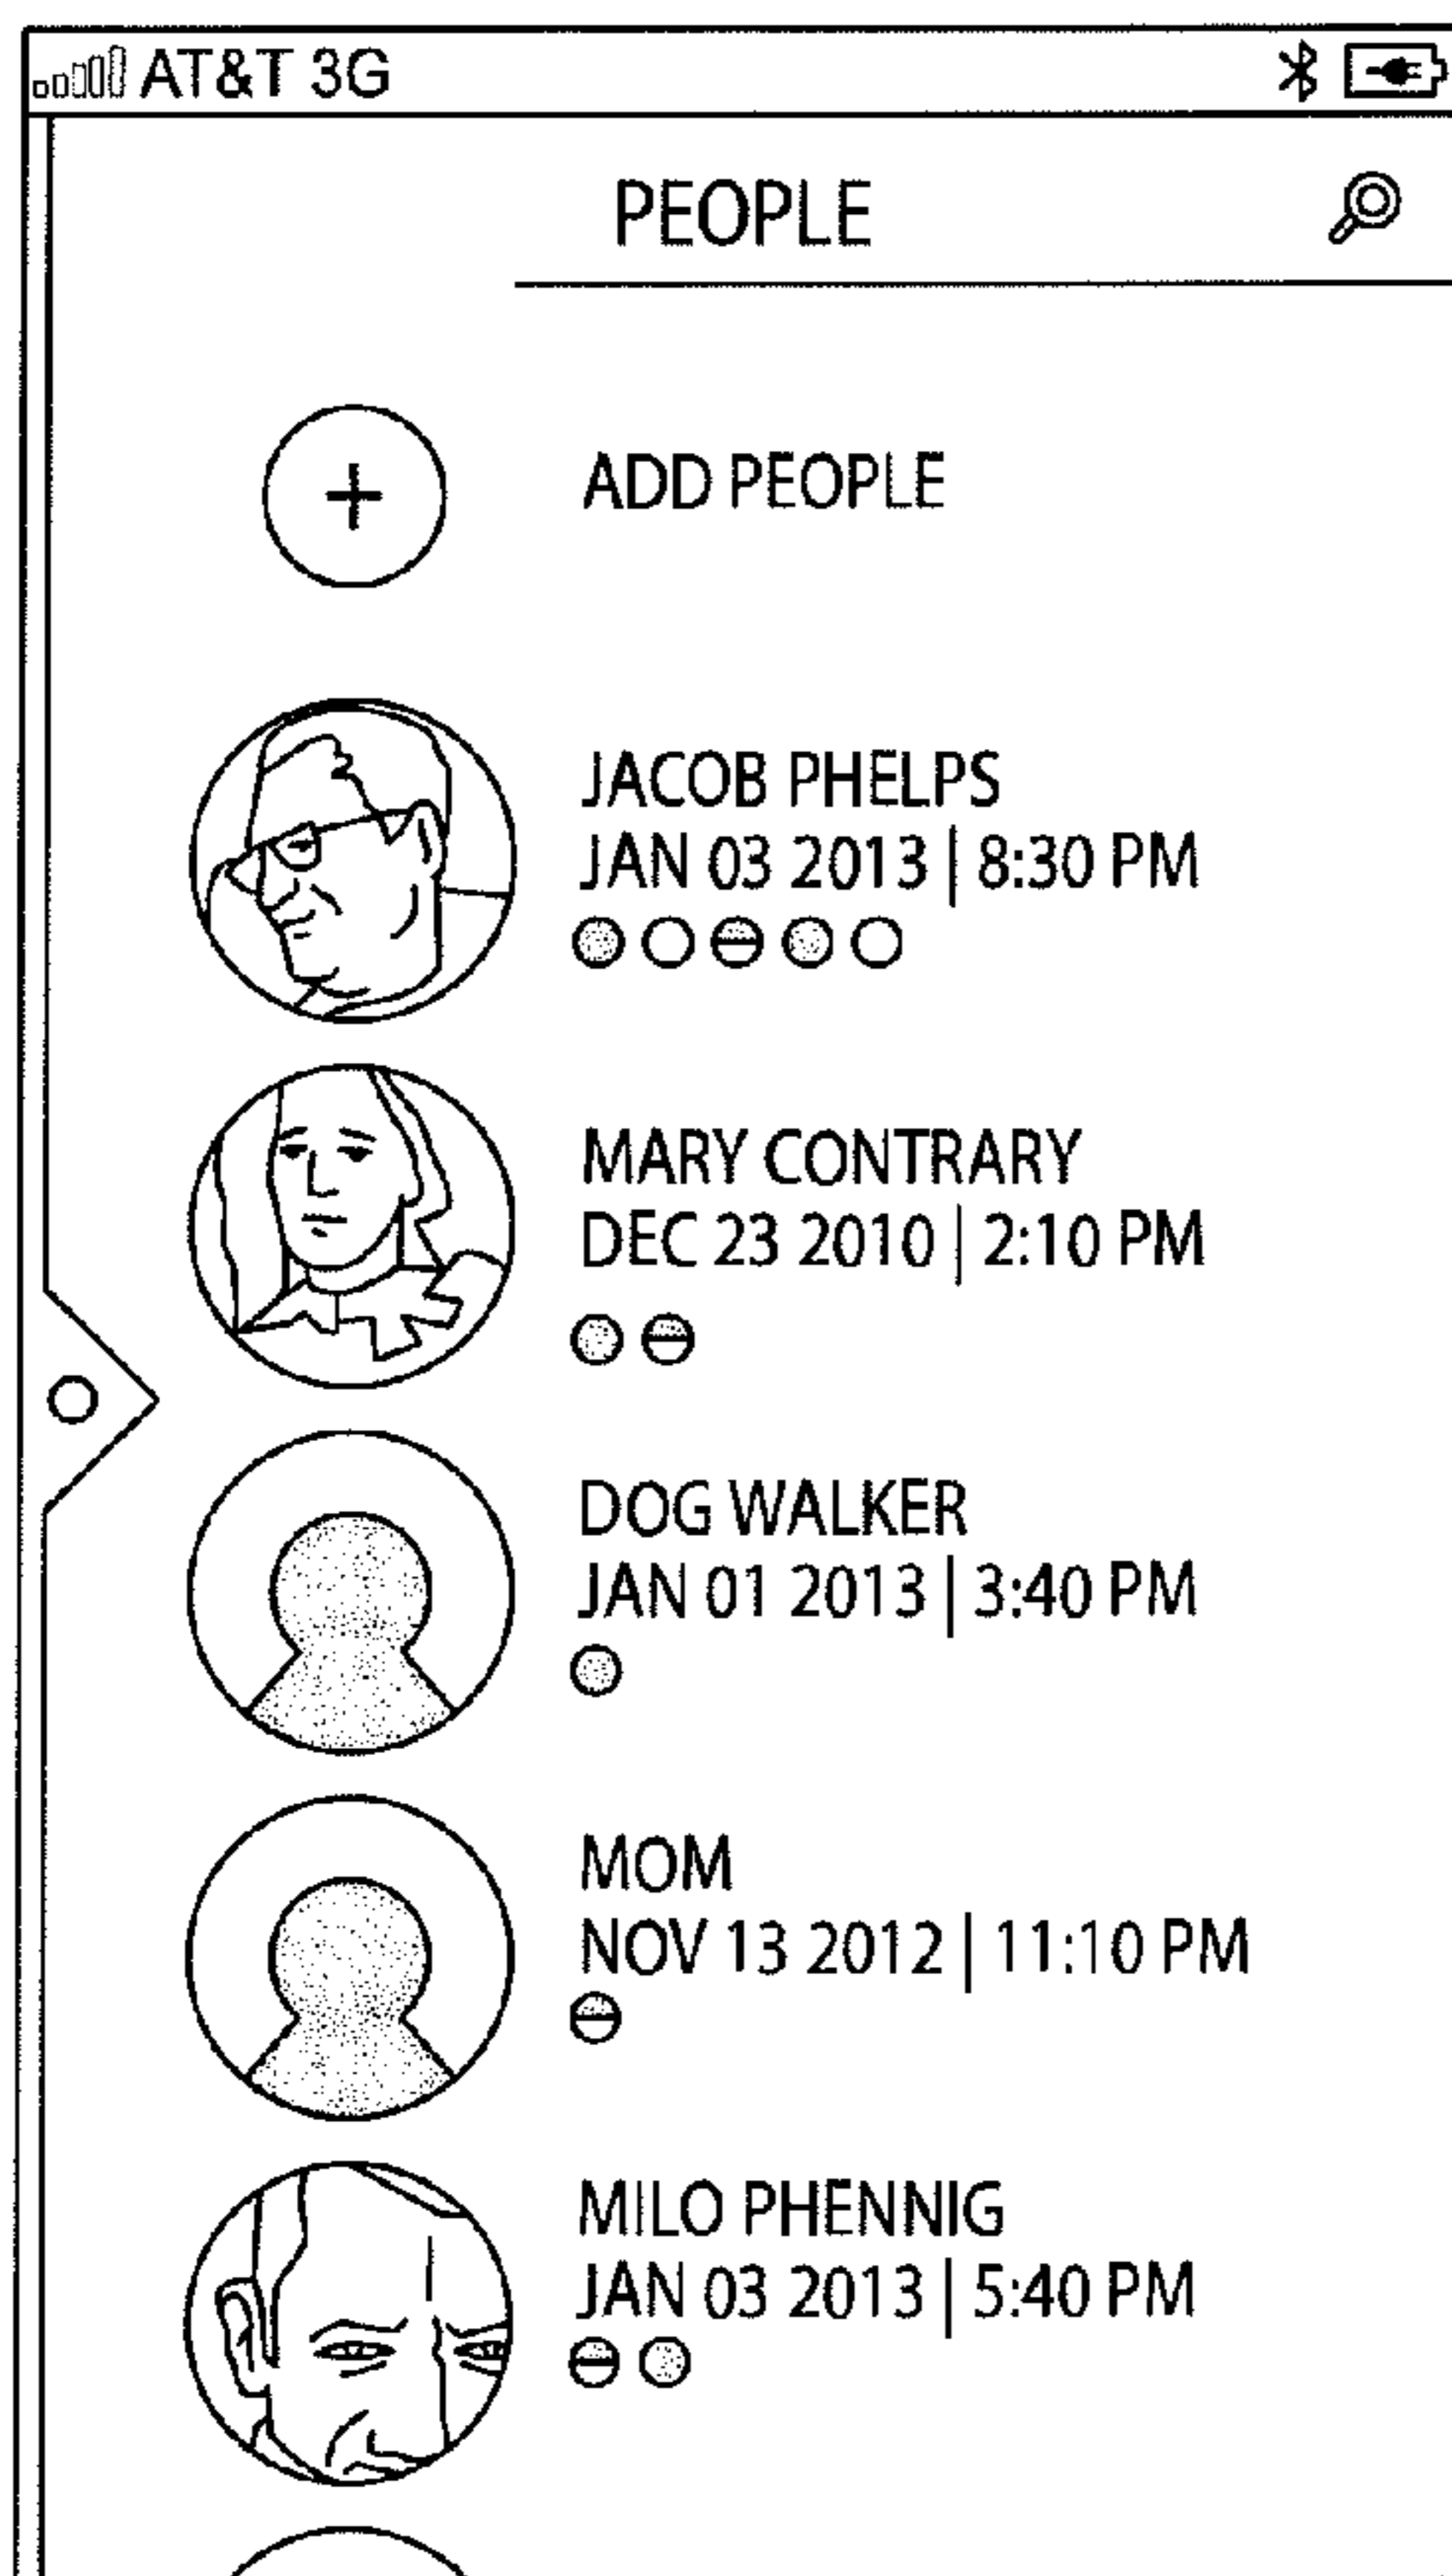 AT&T 3G
PEOPLE
ADD PEOPLE
JACOB PHELPS
JAN 03 2013 | 8:30 PM
MARY CONTRARY
DEC 23 2010 | 2:10 PM
DOG WALKER
JAN 01 2013 | 3:40 PM
MOM
NOV 13 2012 | 11:10 PM
MILO PHENNIG
JAN 03 2013 | 5:40 PM